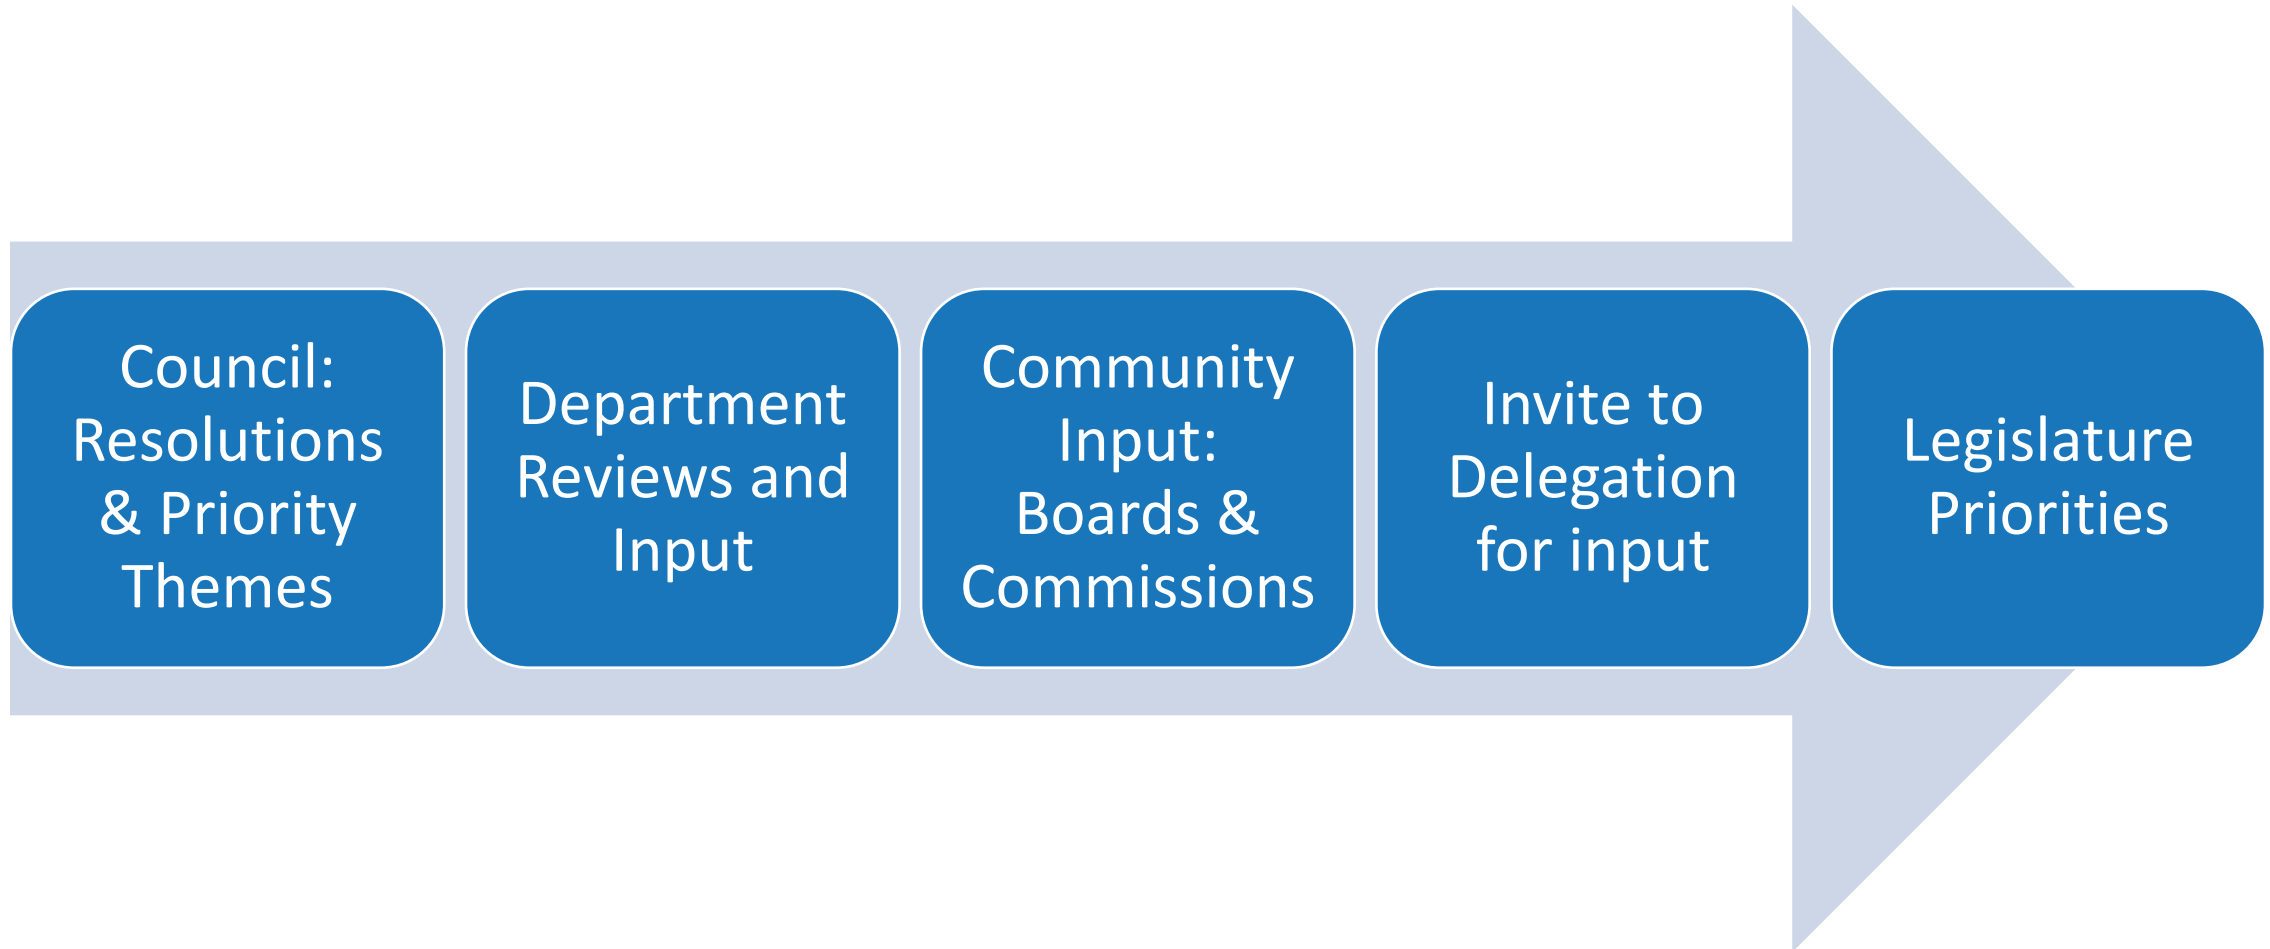 Council:
Resolutions
& Priority
Themes
Department
Reviews and
Input
Community
Input:
Boards &
Commissions
Invite to
Delegation
for input
Legislature
Priorities